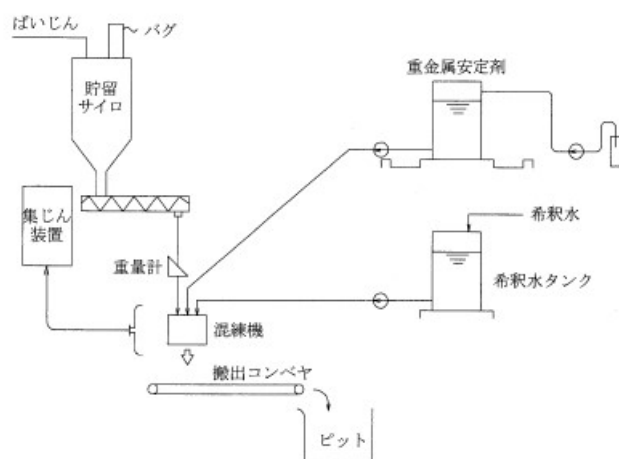 ばいじん
バグ
貯留
サイロ
重金属安定剤
集じん
装置
希釈水
重量計
希釈水タンク
混練機
搬出コンベヤ
ピット